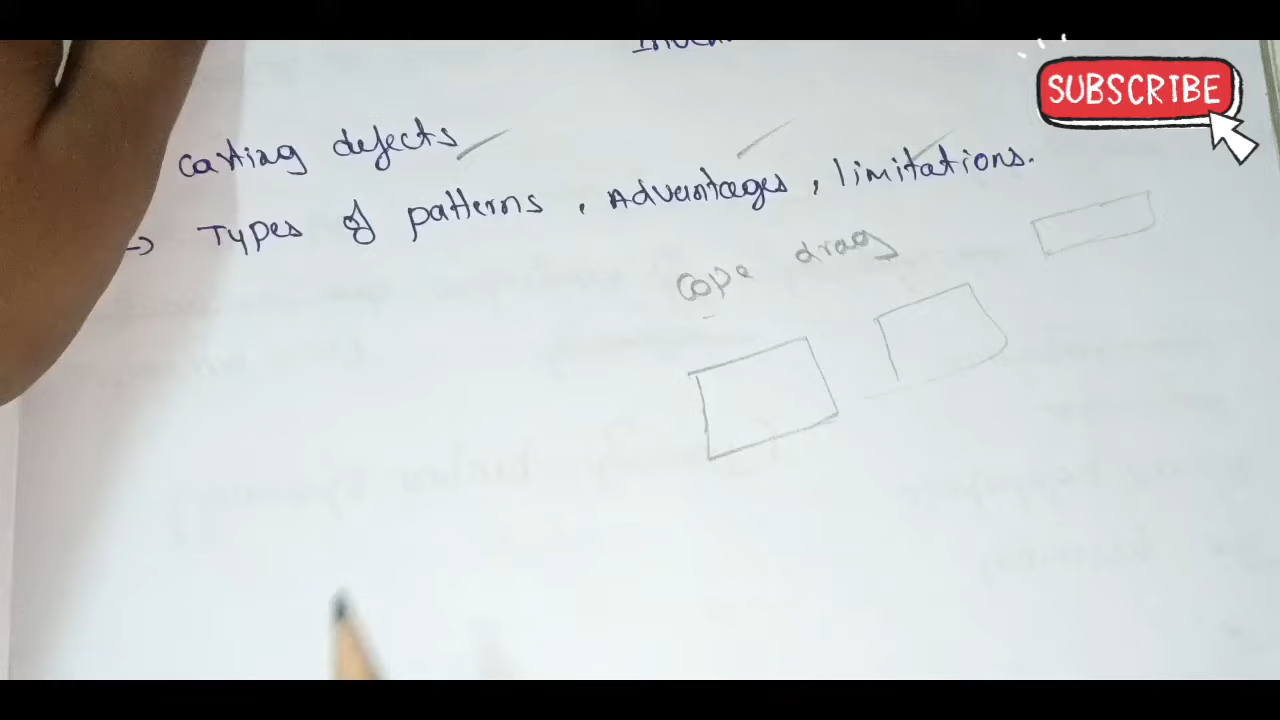 SUBSCRIBE
casting defects
→ Types of patterns, Advantages, limitations.
cope drag